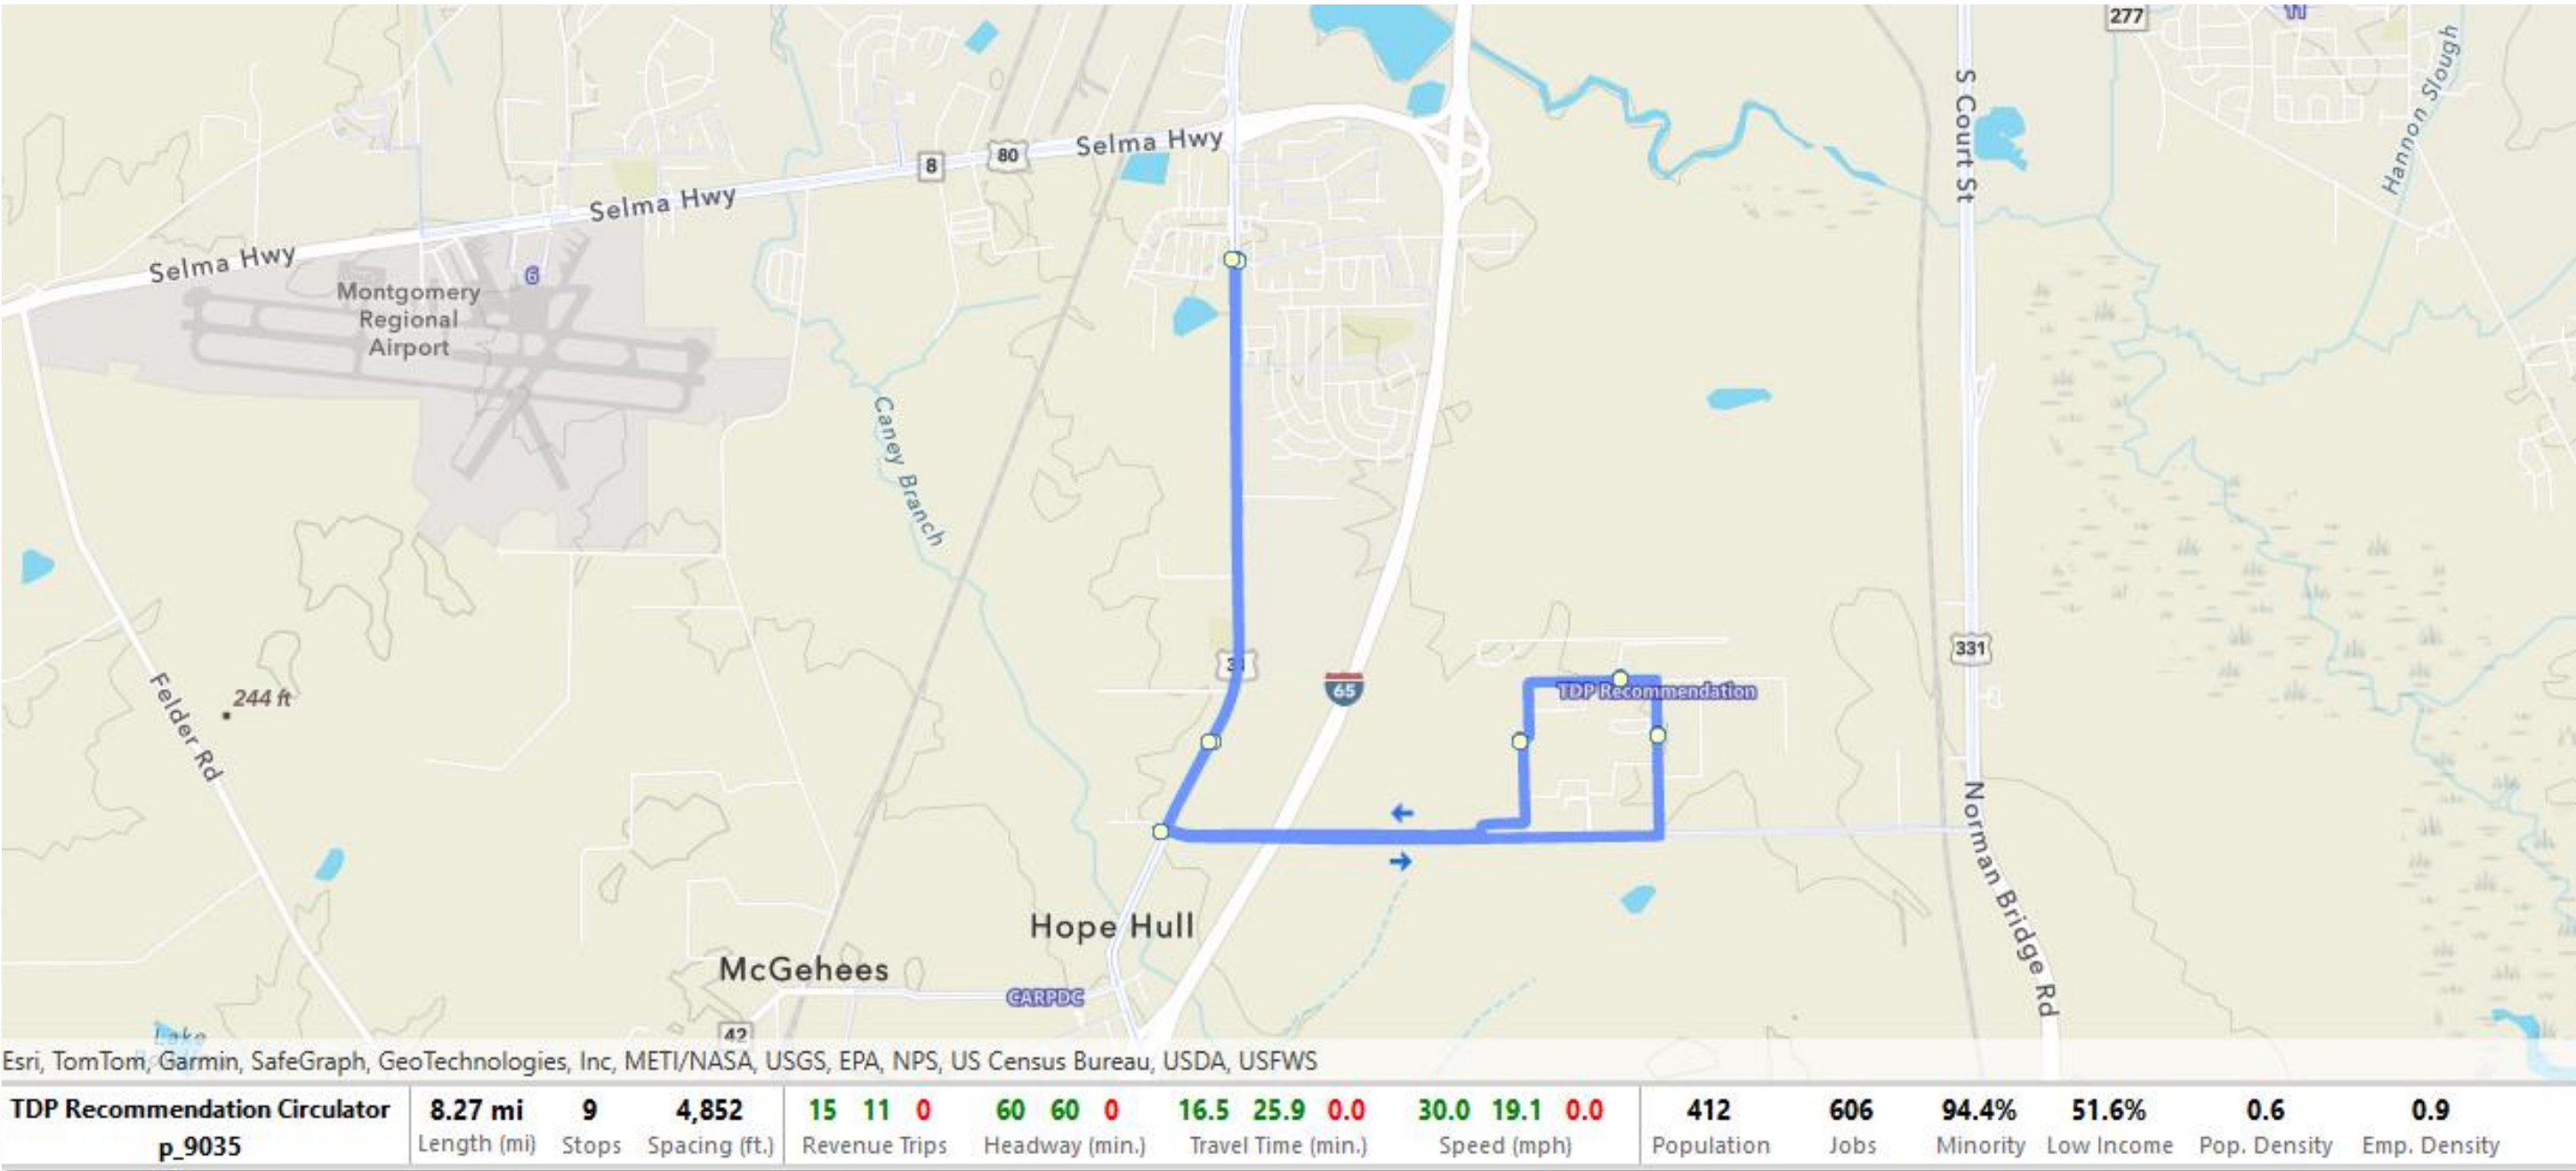 277
S Court St
Hannon Slough
Selma Hwy
80
8
Selma Hwy
Selma Hwy
6
Montgomery
Regional
Airport
Caney Branch
331
65
TDP Recommendation
244 ft
Felder Rd
Norman Bridge Rd
Hope Hull
McGehees
CARPDC
42
Lake
Esri, TomTom, Garmin, SafeGraph, GeoTechnologies, Inc, METI/NASA, USGS, EPA, NPS, US Census Bureau, USDA, USFWS
TDP Recommendation Circulator 8.27 mi 9 4,852 15 11 0 60 60 0 16.5 25.9 0.0 30.0 19.1 0.0 412 606 94.4% 51.6% 0.6 0.9
p_9035 Length (mi) Stops Spacing (ft.) Revenue Trips Headway (min.) Travel Time (min.) Speed (mph) Population Jobs Minority Low Income Pop. Density Emp. Density